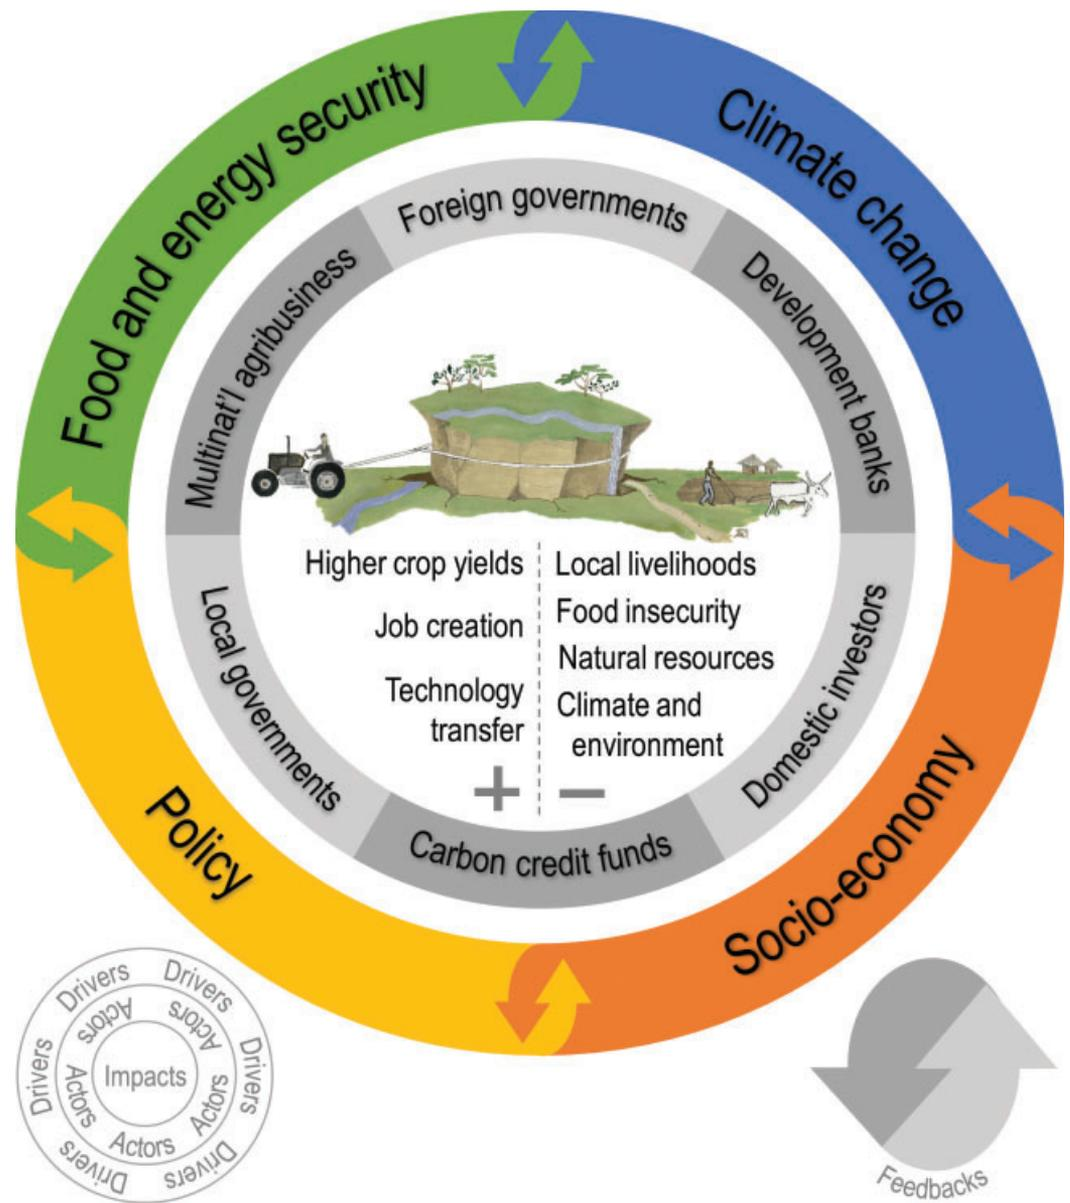 Food and energy security
Climate change
Socio-economy
Policy
Foreign governments
Development banks
Domestic investors
Carbon credit funds
Local governments
Multinat'l agribusiness
Higher crop yields
Job creation
Technology
transfer
+
Local livelihoods
Food insecurity
Natural resources
Climate and
environment
−
Drivers
Drivers
Drivers
Drivers
Drivers
Drivers
Actors
Actors
Actors
Actors
Actors
Impacts
Feedbacks